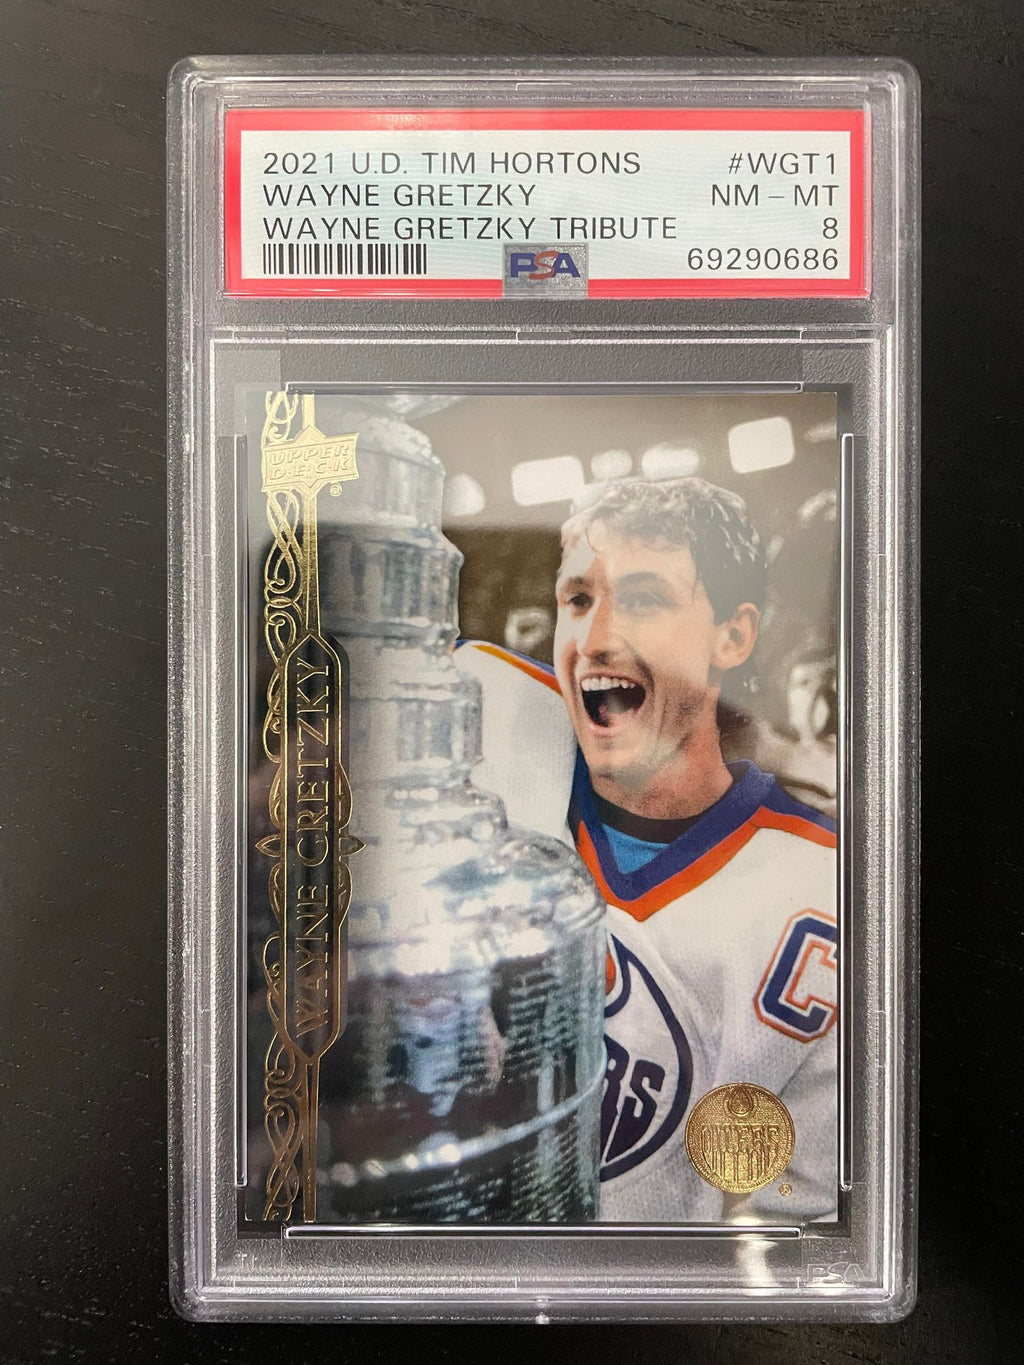 2021 U.D. TIM HORTONS #WGT1
WAYNE GRETZKY NM - MT
WAYNE GRETZKY TRIBUTE 8
PSA 69290686
UPPER
D·E·C·K
®
WAYNE GRETZKY
C
RS
OILERS
®
PSA